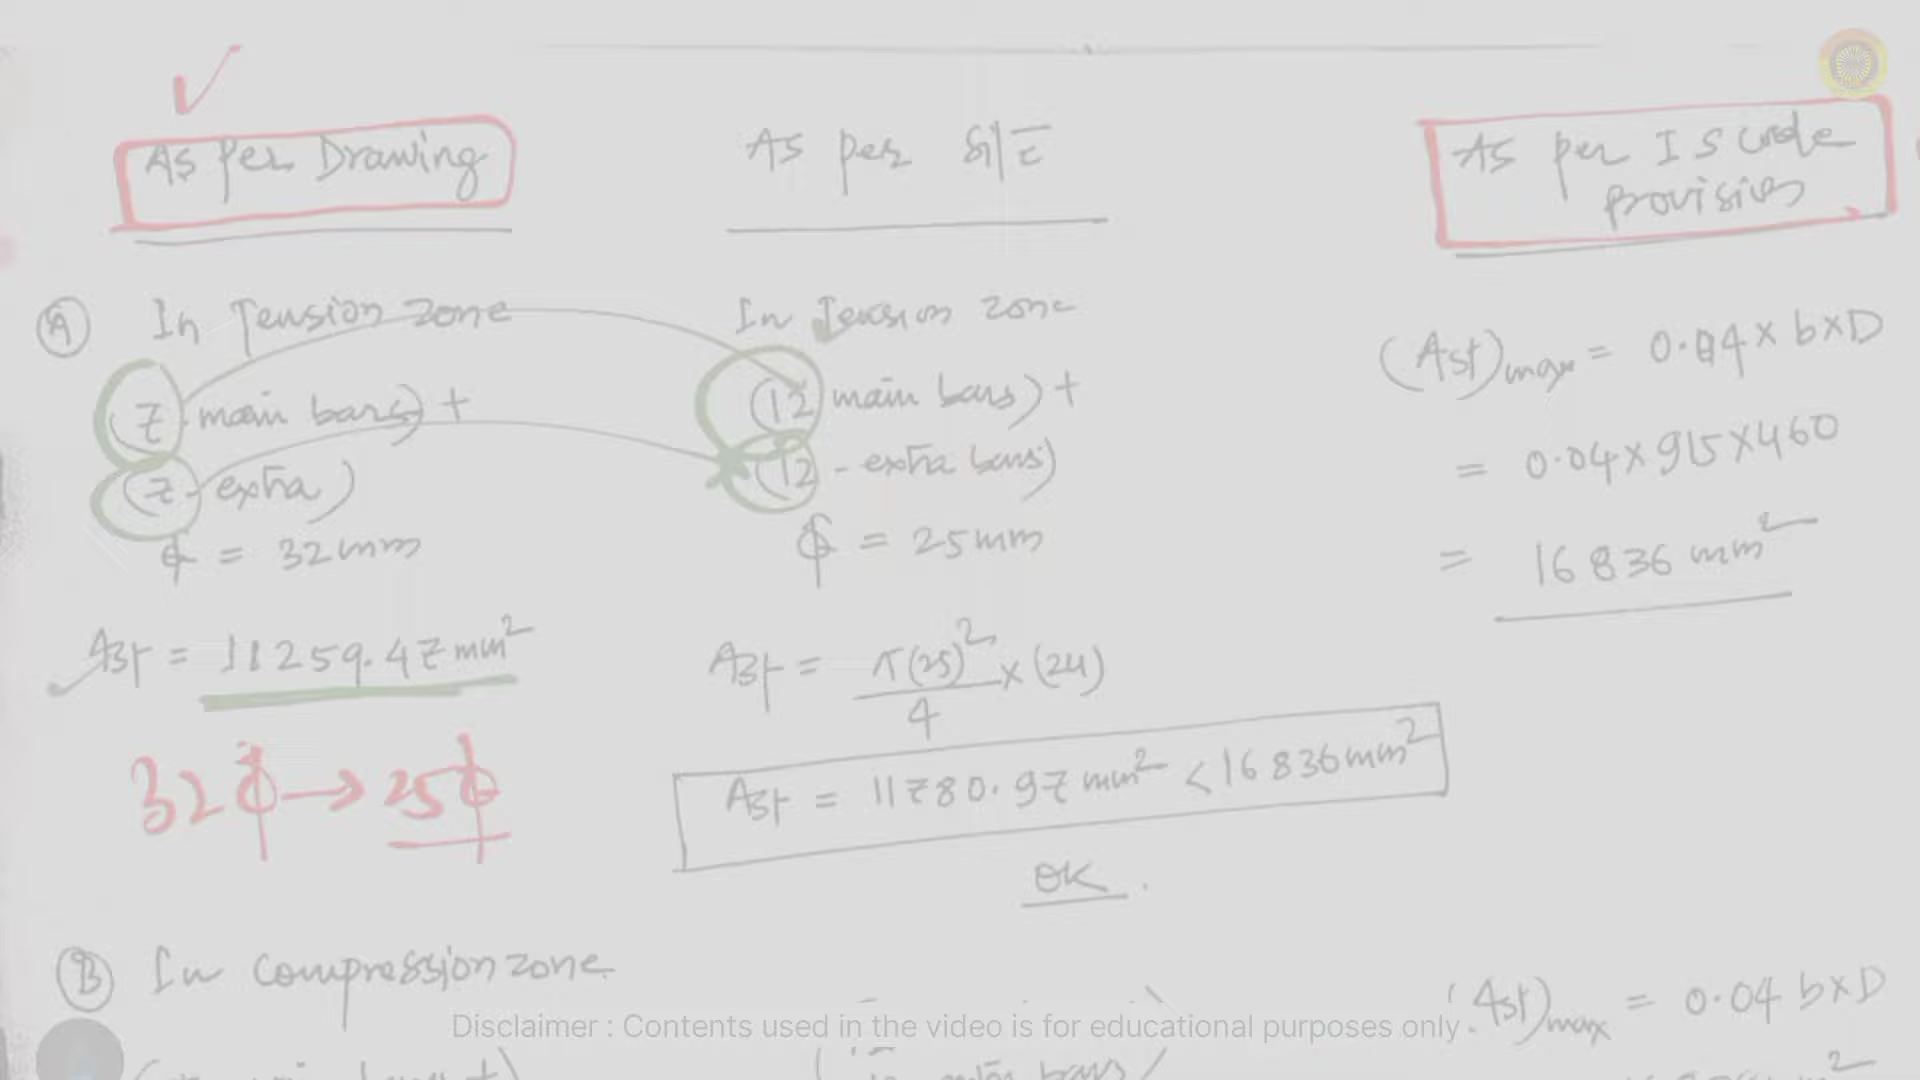 As Per Drawing
As per Site
As per IS code
provision
(A) In Tension zone
(7 - main bars) +
(7 - extra)
ϕ = 32mm
Ast = 11259.47 mm²
32ϕ → 25ϕ
In Tension zone
(12 main bars) +
(12 - extra bars)
ϕ = 25mm
Ast = π(25)²/4 × (24)
Ast = 11780.97 mm² < 16836 mm²
OK.
(Ast)max = 0.04 × b×D
= 0.04×915×460
= 16836 mm²
(B) In compression zone
(Ast)max = 0.04 b×D
Disclaimer : Contents used in the video is for educational purposes only.